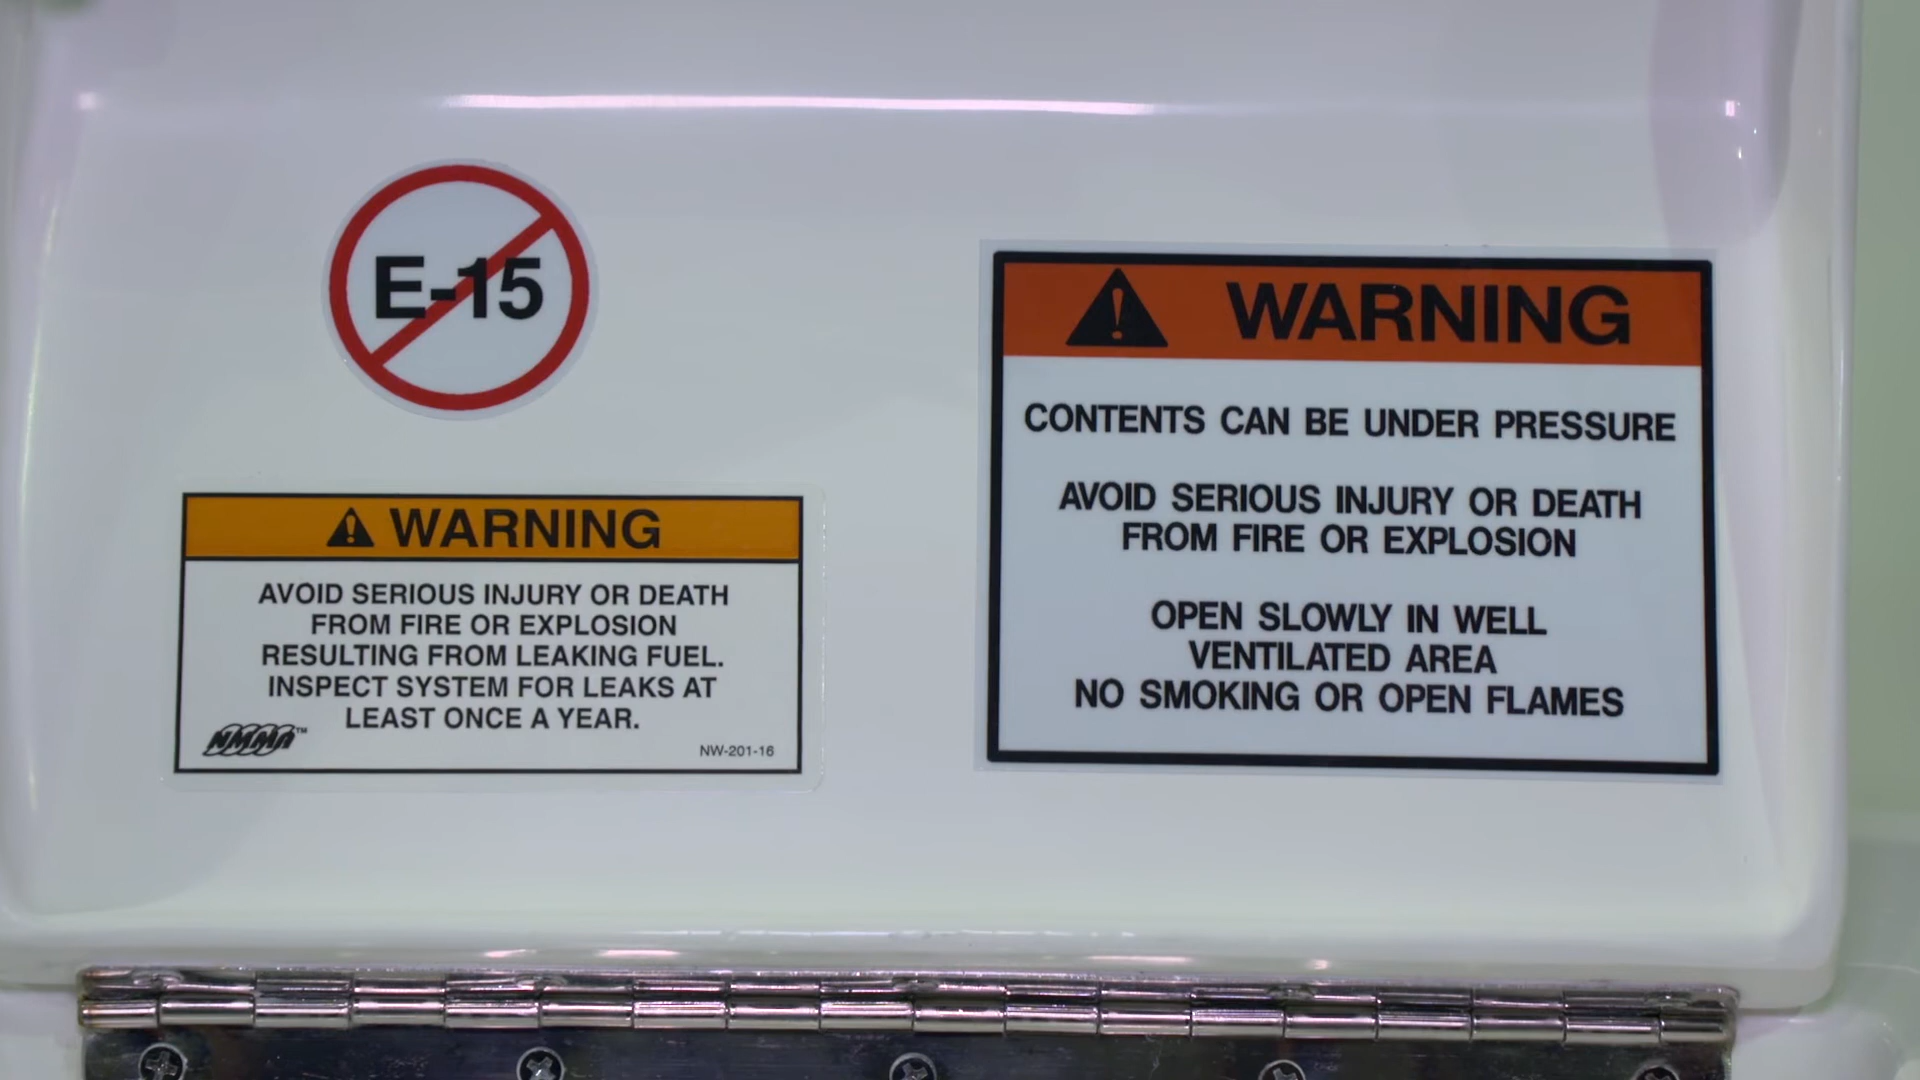 E-15
WARNING
AVOID SERIOUS INJURY OR DEATH
FROM FIRE OR EXPLOSION
RESULTING FROM LEAKING FUEL.
INSPECT SYSTEM FOR LEAKS AT
LEAST ONCE A YEAR.
NMMA™
NW-201-16
WARNING
CONTENTS CAN BE UNDER PRESSURE
AVOID SERIOUS INJURY OR DEATH
FROM FIRE OR EXPLOSION
OPEN SLOWLY IN WELL
VENTILATED AREA
NO SMOKING OR OPEN FLAMES